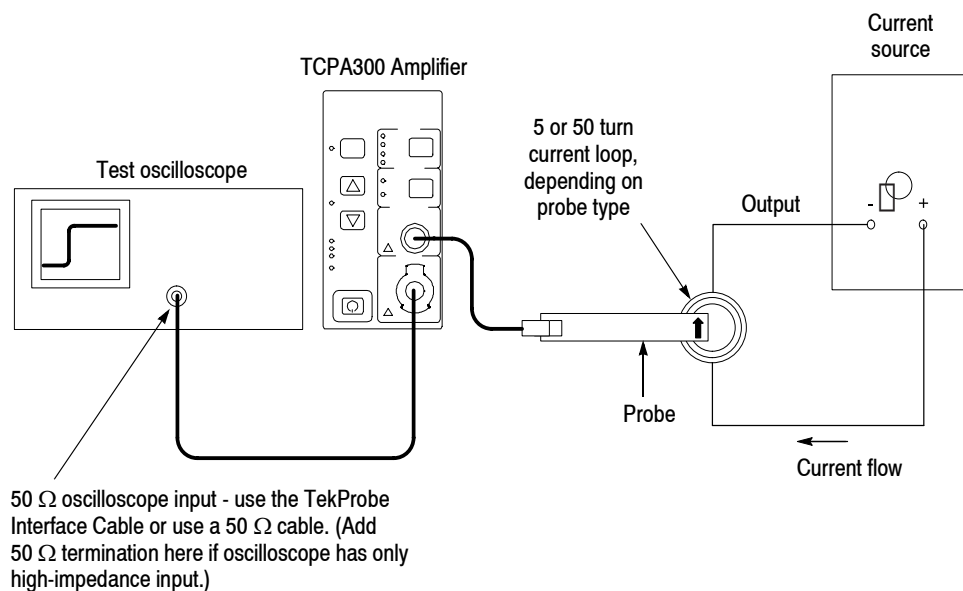 Current
source
TCPA300 Amplifier
5 or 50 turn
current loop,
depending on
probe type
Test oscilloscope
Output
- +
Probe
Current flow
50 Ω oscilloscope input - use the TekProbe
Interface Cable or use a 50 Ω cable. (Add
50 Ω termination here if oscilloscope has only
high-impedance input.)